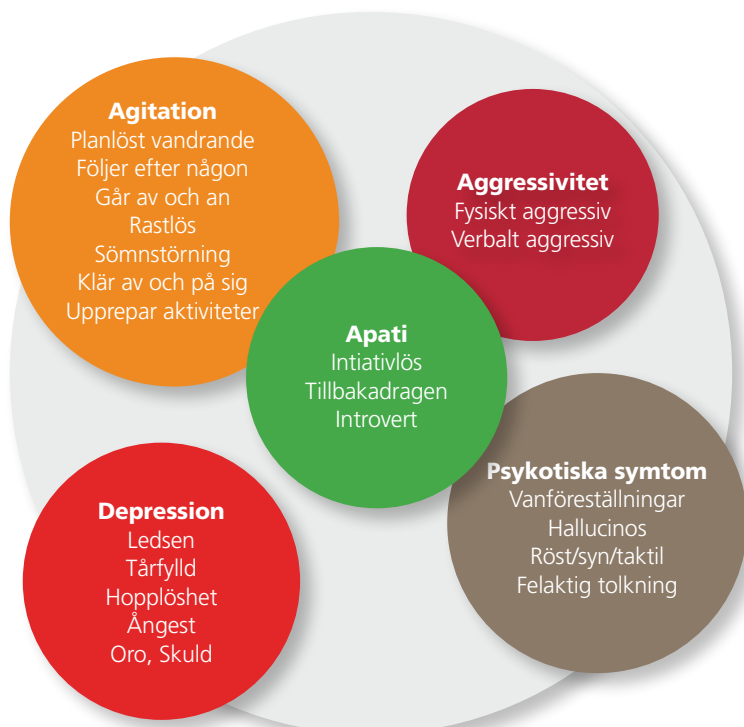 Agitation
Planlöst vandrande
Följer efter någon
Går av och an
Rastlös
Sömnstörning
Klär av och på sig
Upprepar aktiviteter
Aggressivitet
Fysiskt aggressiv
Verbalt aggressiv
Apati
Intiativlös
Tillbakadragen
Introvert
Depression
Ledsen
Tårfylld
Hopplöshet
Ångest
Oro, Skuld
Psykotiska symtom
Vanföreställningar
Hallucinos
Röst/syn/taktil
Felaktig tolkning